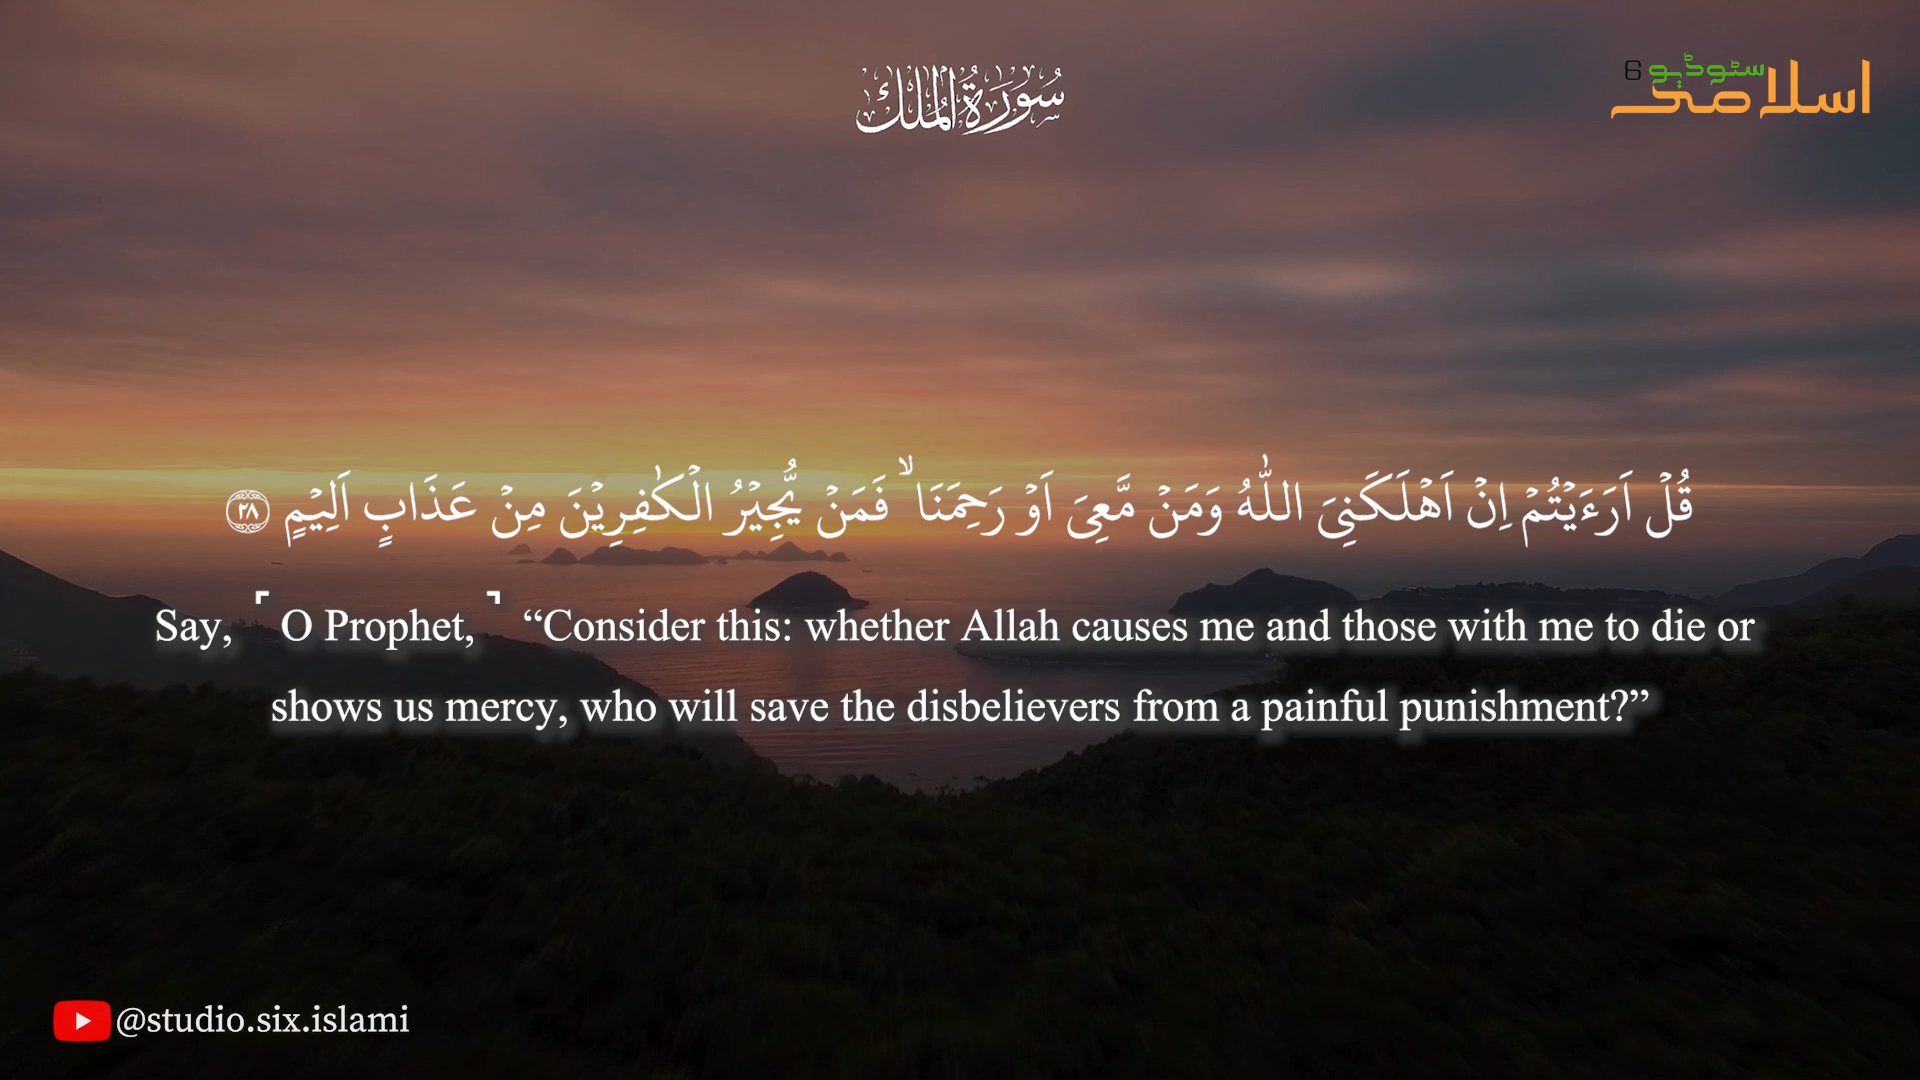 سُورَةُ المُلْك
اسلامی سٹوڈیو 6
قُلْ اَرَءَيْتُمْ اِنْ اَهْلَكَنِيَ اللّٰهُ وَمَنْ مَّعِيَ اَوْ رَحِمَنَا ۙ فَمَنْ يُّجِيْرُ الْكٰفِرِيْنَ مِنْ عَذَابٍ اَلِيْمٍ ٢٨
Say, ⸢O Prophet,⸣ “Consider this: whether Allah causes me and those with me to die or
shows us mercy, who will save the disbelievers from a painful punishment?”
@studio.six.islami